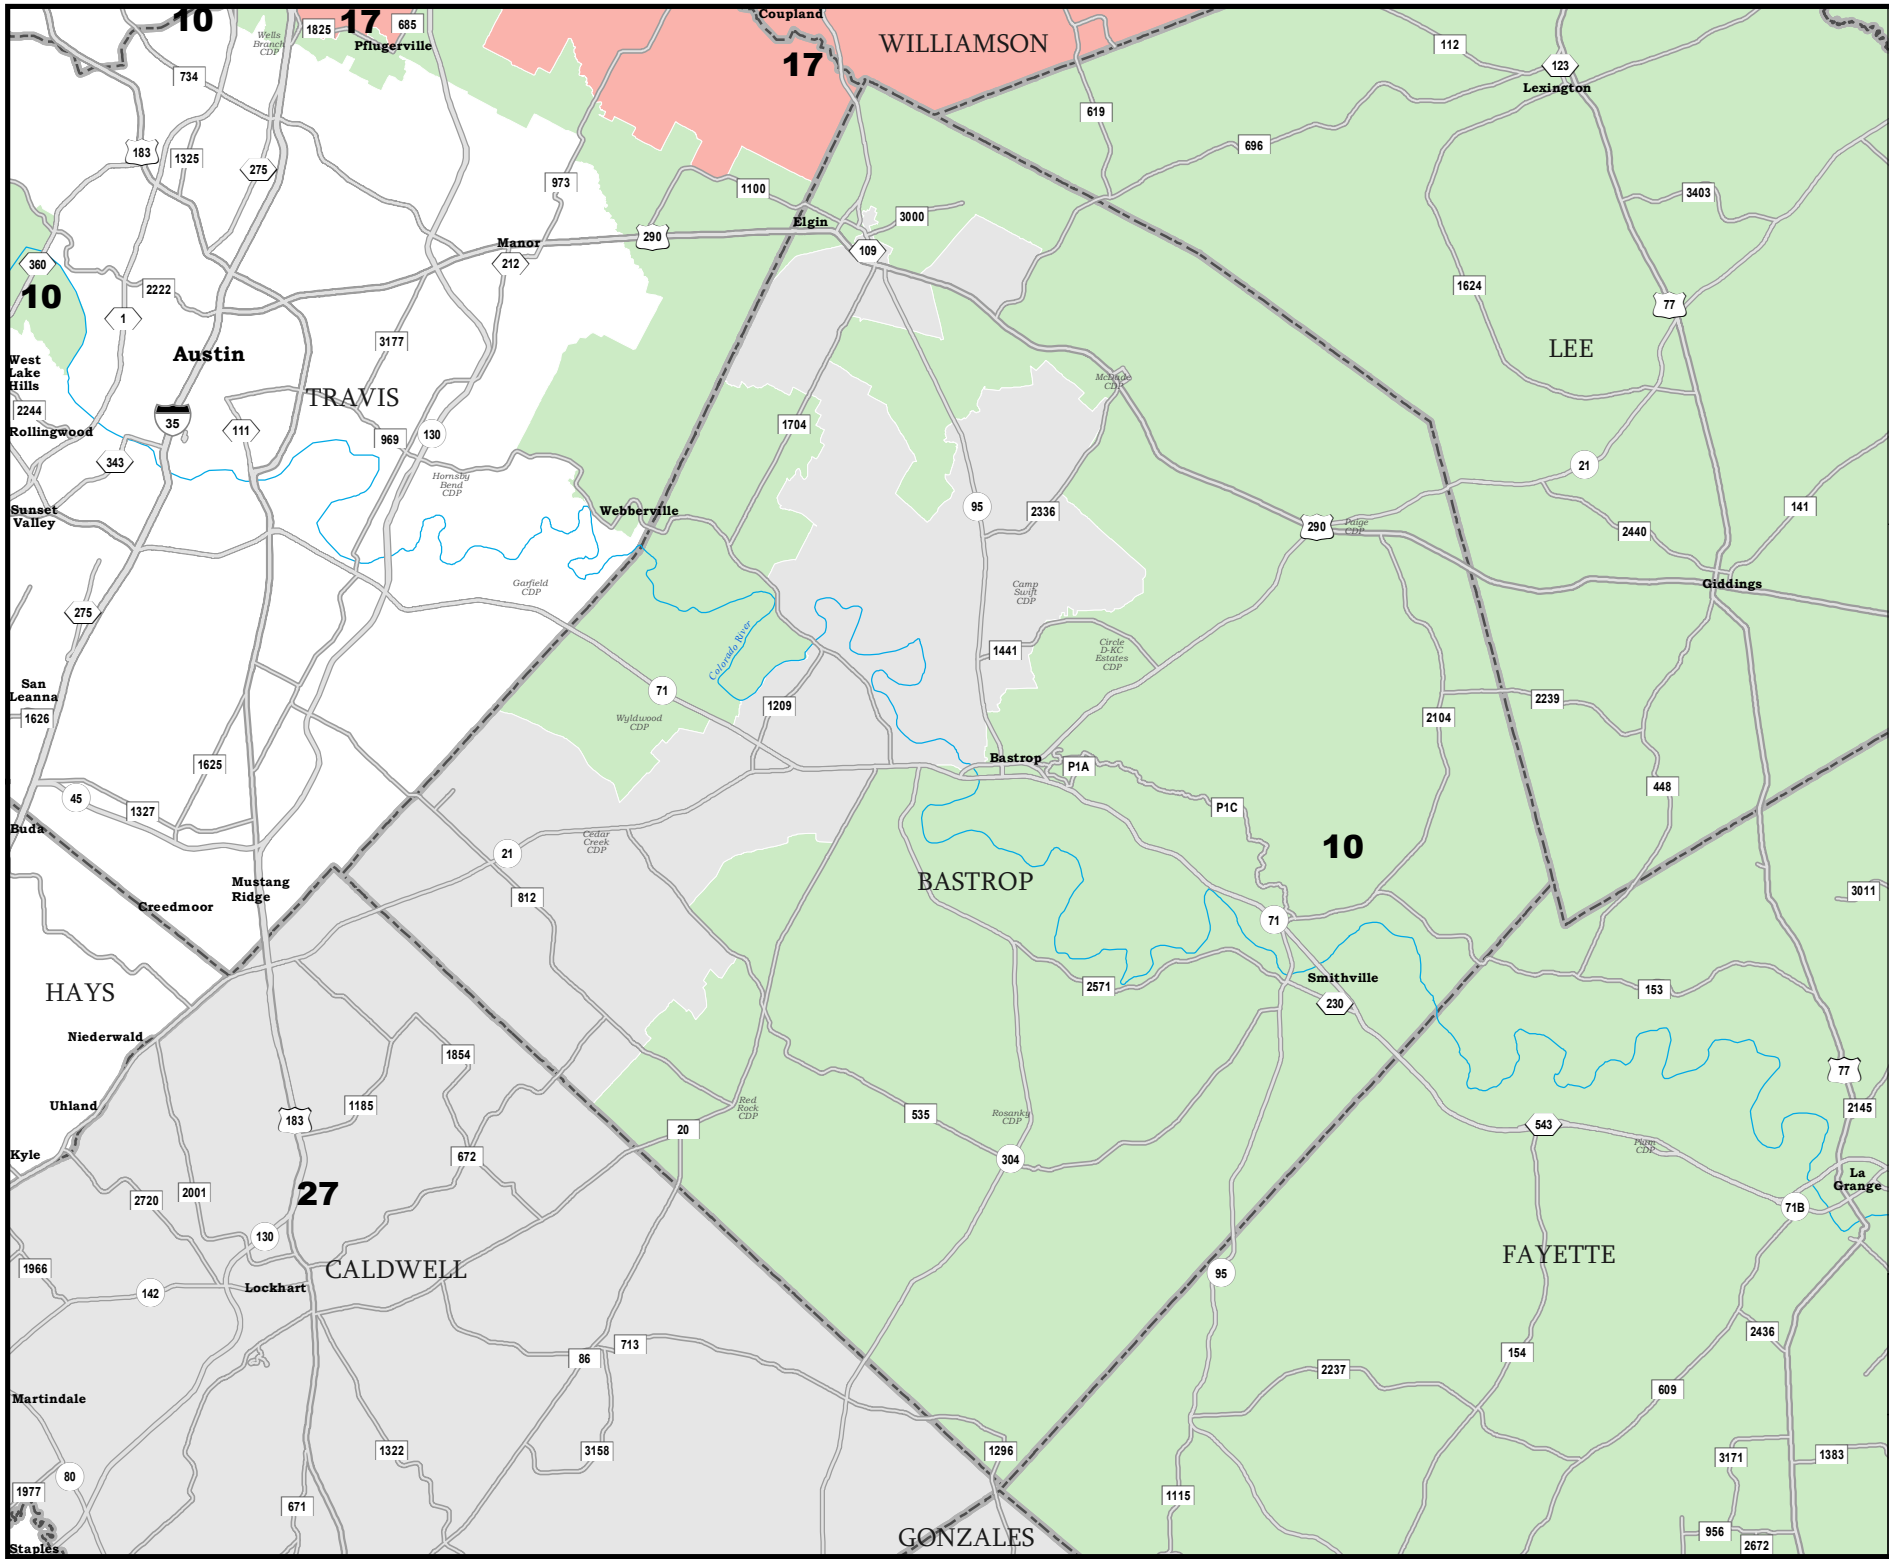 10
1825
17
685
Pflugerville
Wells
Branch
CDP
Coupland
17
WILLIAMSON
112
123
Lexington
734
619
696
183
1325
275
973
1100
3403
Elgin
3000
109
290
Manor
212
360
10
2222
1
1624
77
3177
Austin
LEE
West
Lake
Hills
TRAVIS
McDade
CDP
2244
Rollingwood
35
111
969
130
1704
343
21
Hornsby
Bend
CDP
Sunset
Valley
Webberville
95
2336
290
Paige
CDP
2440
141
Garfield
CDP
Camp
Swift
CDP
Giddings
275
Colorado River
1441
Circle
D-KC
Estates
CDP
San
Leanna
1626
71
1209
Wyldwood
CDP
2104
2239
1625
Bastrop
P1A
P1C
448
45
1327
Buda
21
Cedar
Creek
CDP
10
BASTROP
Mustang
Ridge
Creedmoor
812
3011
71
HAYS
2571
Smithville
230
153
Niederwald
1854
77
Uhland
1185
183
Red
Rock
CDP
535
Rosanky
CDP
2145
20
543
Plum
CDP
Kyle
672
304
La
Grange
2720
2001
27
71B
130
FAYETTE
1966
CALDWELL
95
142
Lockhart
2436
713
86
154
2237
609
Martindale
1322
3158
1296
3171
1383
80
1977
671
1115
GONZALES
956
2672
Staples